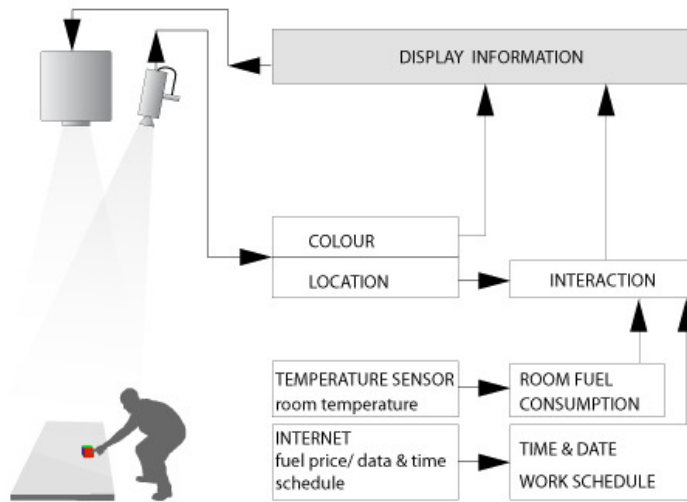 DISPLAY INFORMATION
COLOUR
LOCATION
INTERACTION
TEMPERATURE SENSOR
room temperature
ROOM FUEL
CONSUMPTION
INTERNET
fuel price/ data & time
schedule
TIME & DATE
WORK SCHEDULE